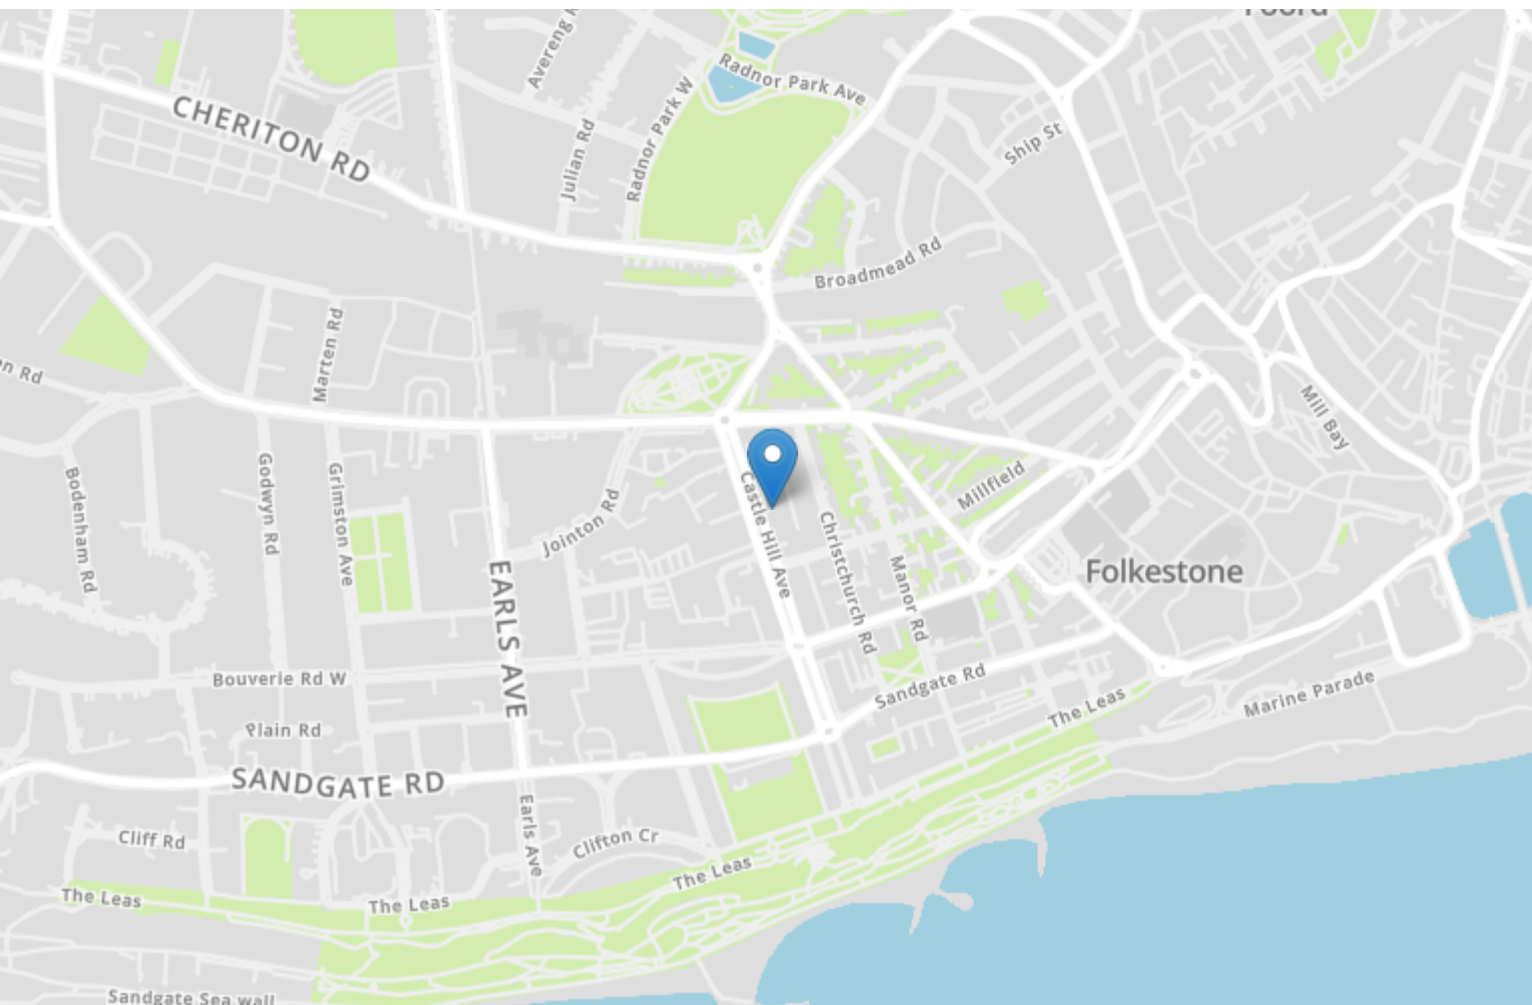 Foord
Avereng
Radnor Park Ave
CHERITON RD
Julian Rd
Radnor Park W
Ship St
Broadmead Rd
Marten Rd
Rd
Mill Bay
Bodenham Rd
Godwyn Rd
Grimston Ave
Jointon Rd
Castle Hill Ave
Christchurch Rd
Millfield
Manor Rd
Folkestone
EARLS AVE
Bouverie Rd W
Sandgate Rd
The Leas
Marine Parade
Plain Rd
SANDGATE RD
Earls Ave
Cliff Rd
Clifton Cr
The Leas
The Leas
The Leas
Sandgate Sea wall